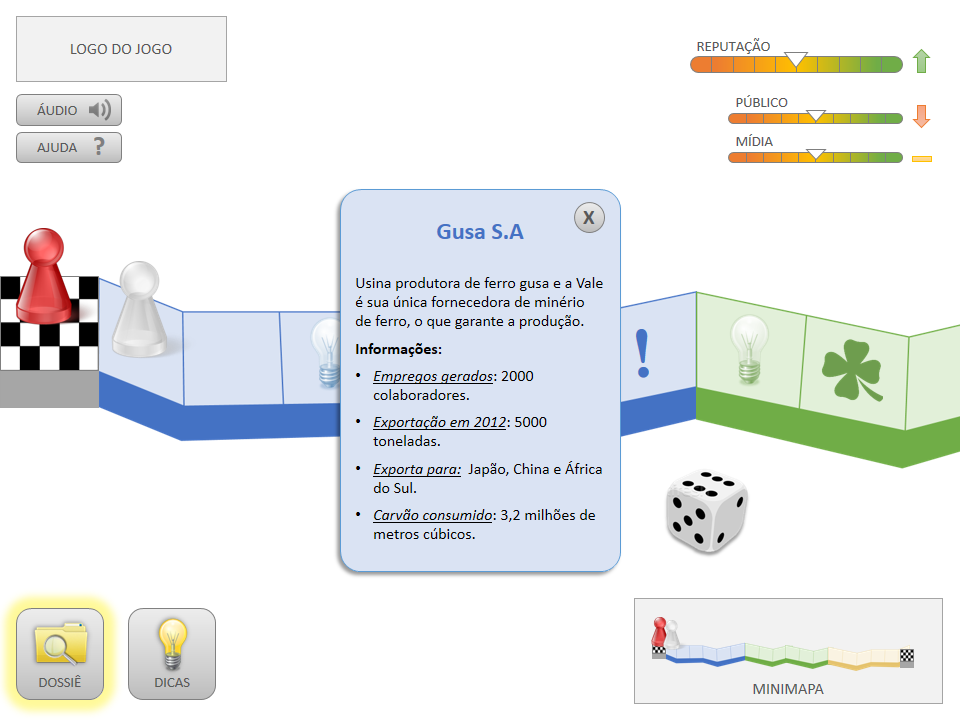 LOGO DO JOGO
ÁUDIO
AJUDA ?
REPUTAÇÃO
PÚBLICO
MÍDIA
X
Gusa S.A
Usina produtora de ferro gusa e a Vale
é sua única fornecedora de minério
de ferro, o que garante a produção.
Informações:
• Empregos gerados: 2000
colaboradores.
• Exportação em 2012: 5000
toneladas.
• Exporta para: Japão, China e África
do Sul.
• Carvão consumido: 3,2 milhões de
metros cúbicos.
!
DOSSIÊ
DICAS
MINIMAPA